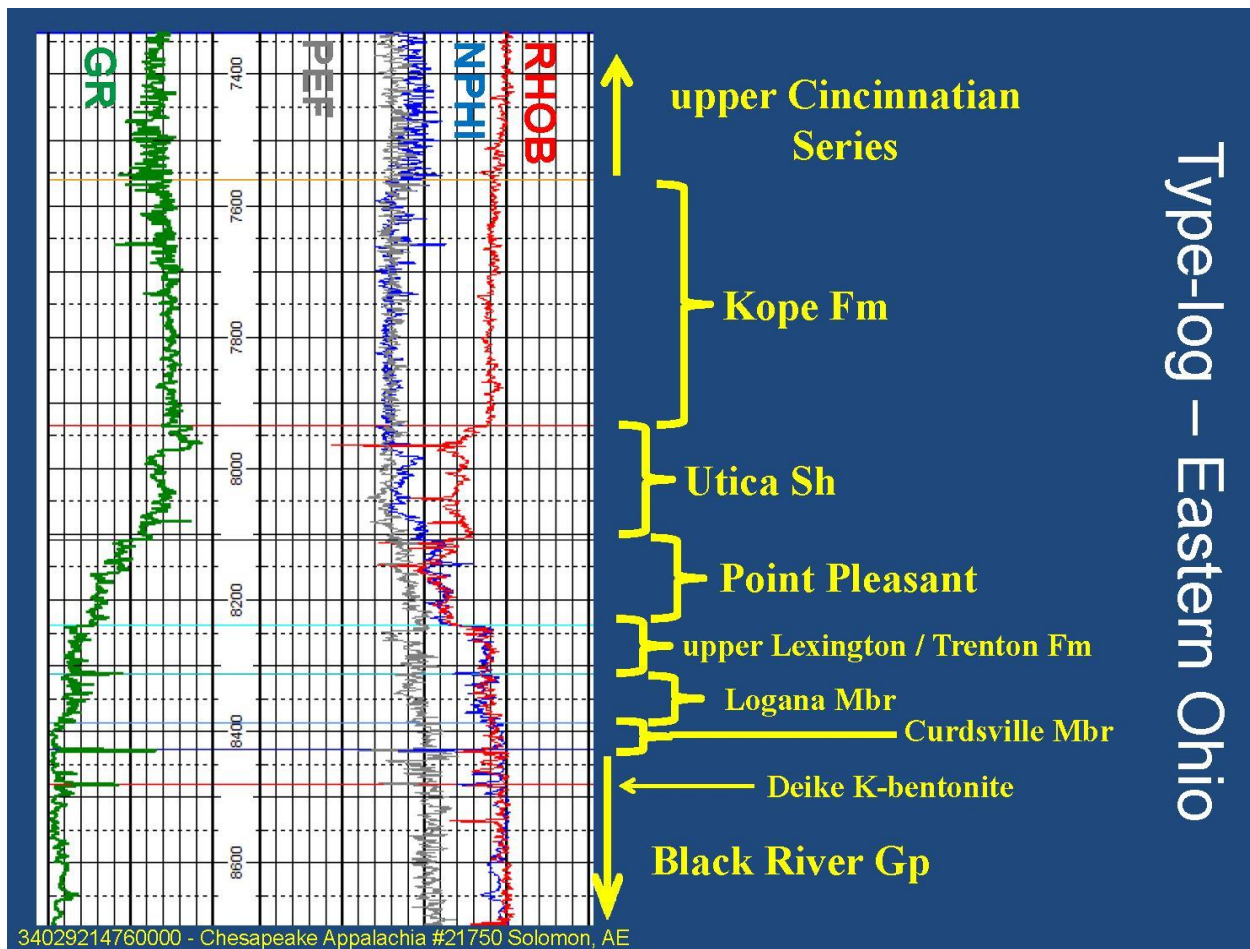 Type-log – Eastern Ohio
GR
PEF
NPHI
RHOB
7400
7600
7800
8000
8200
8400
8600
upper Cincinnatian
Series
Kope Fm
Utica Sh
Point Pleasant
upper Lexington / Trenton Fm
Logana Mbr
Curdsville Mbr
Deike K-bentonite
Black River Gp
34029214760000 - Chesapeake Appalachia #21750 Solomon, AE